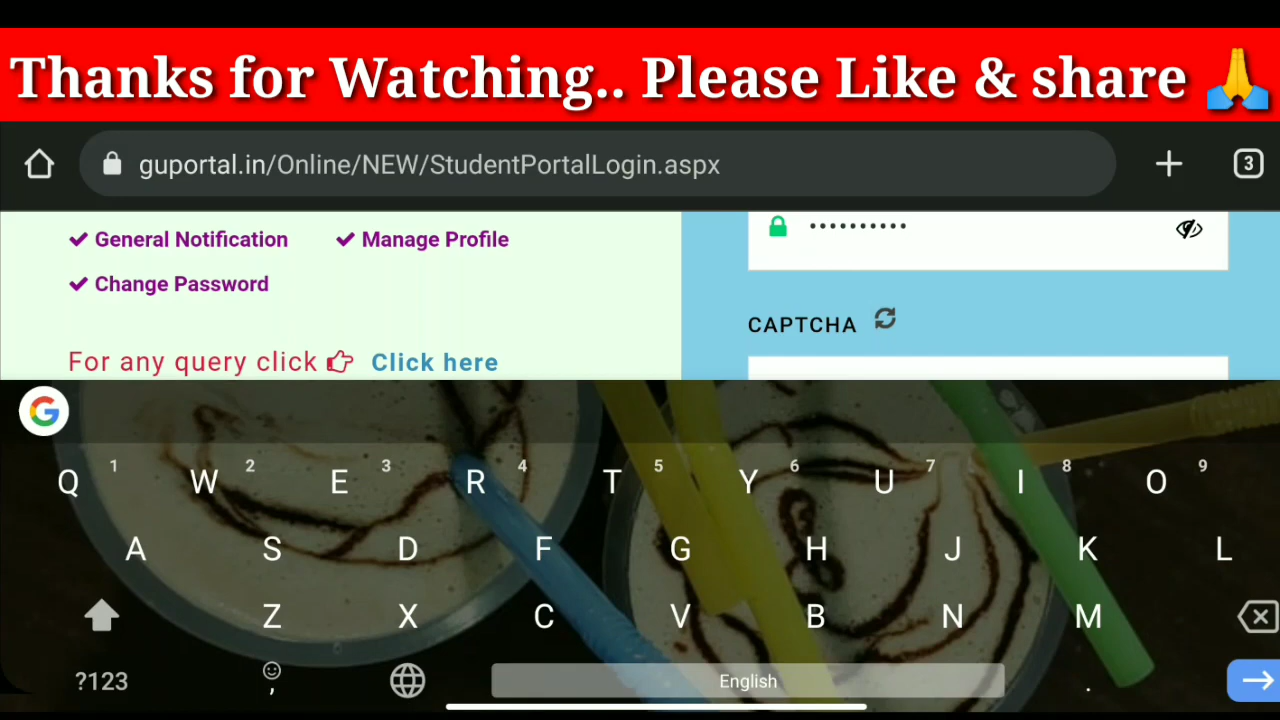 Thanks for Watching.. Please Like & share 🙏
guportal.in/Online/NEW/StudentPortalLogin.aspx
3
General Notification
Manage Profile
Change Password
••••••••••
CAPTCHA
For any query click
Click here
G
Q 1 W 2 E 3 R 4 T 5 Y 6 U 7 I 8 O 9
A S D F G H J K L
Z X C V B N M
?123 , English .